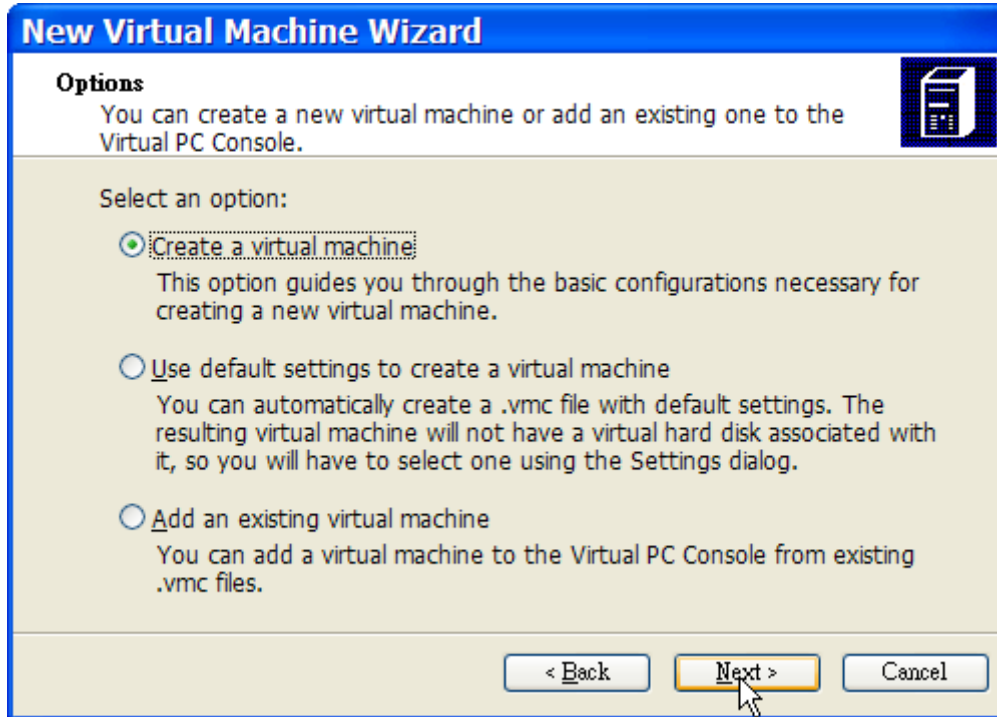 New Virtual Machine Wizard
Options
You can create a new virtual machine or add an existing one to the
Virtual PC Console.
Select an option:
Create a virtual machine
This option guides you through the basic configurations necessary for
creating a new virtual machine.
Use default settings to create a virtual machine
You can automatically create a .vmc file with default settings. The
resulting virtual machine will not have a virtual hard disk associated with
it, so you will have to select one using the Settings dialog.
Add an existing virtual machine
You can add a virtual machine to the Virtual PC Console from existing
.vmc files.
< Back Next > Cancel